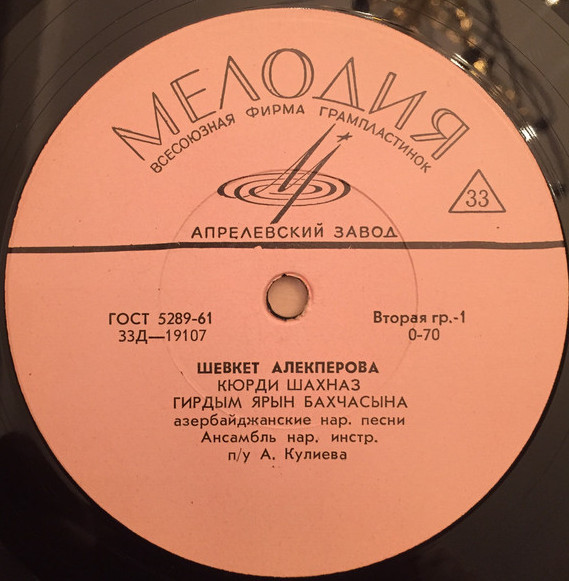 МЕЛОДИЯ
ВСЕСОЮЗНАЯ ФИРМА ГРАМПЛАСТИНОК
33
АПРЕЛЕВСКИЙ ЗАВОД
ГОСТ 5289-61
Вторая гр.-1
33Д—19107
0-70
ШЕВКЕТ АЛЕКПЕРОВА
КЮРДИ ШАХНАЗ
ГИРДЫМ ЯРЫН БАХЧАСЫНА
азербайджанские нар. песни
Ансамбль нар. инстр.
п/у А. Кулиева